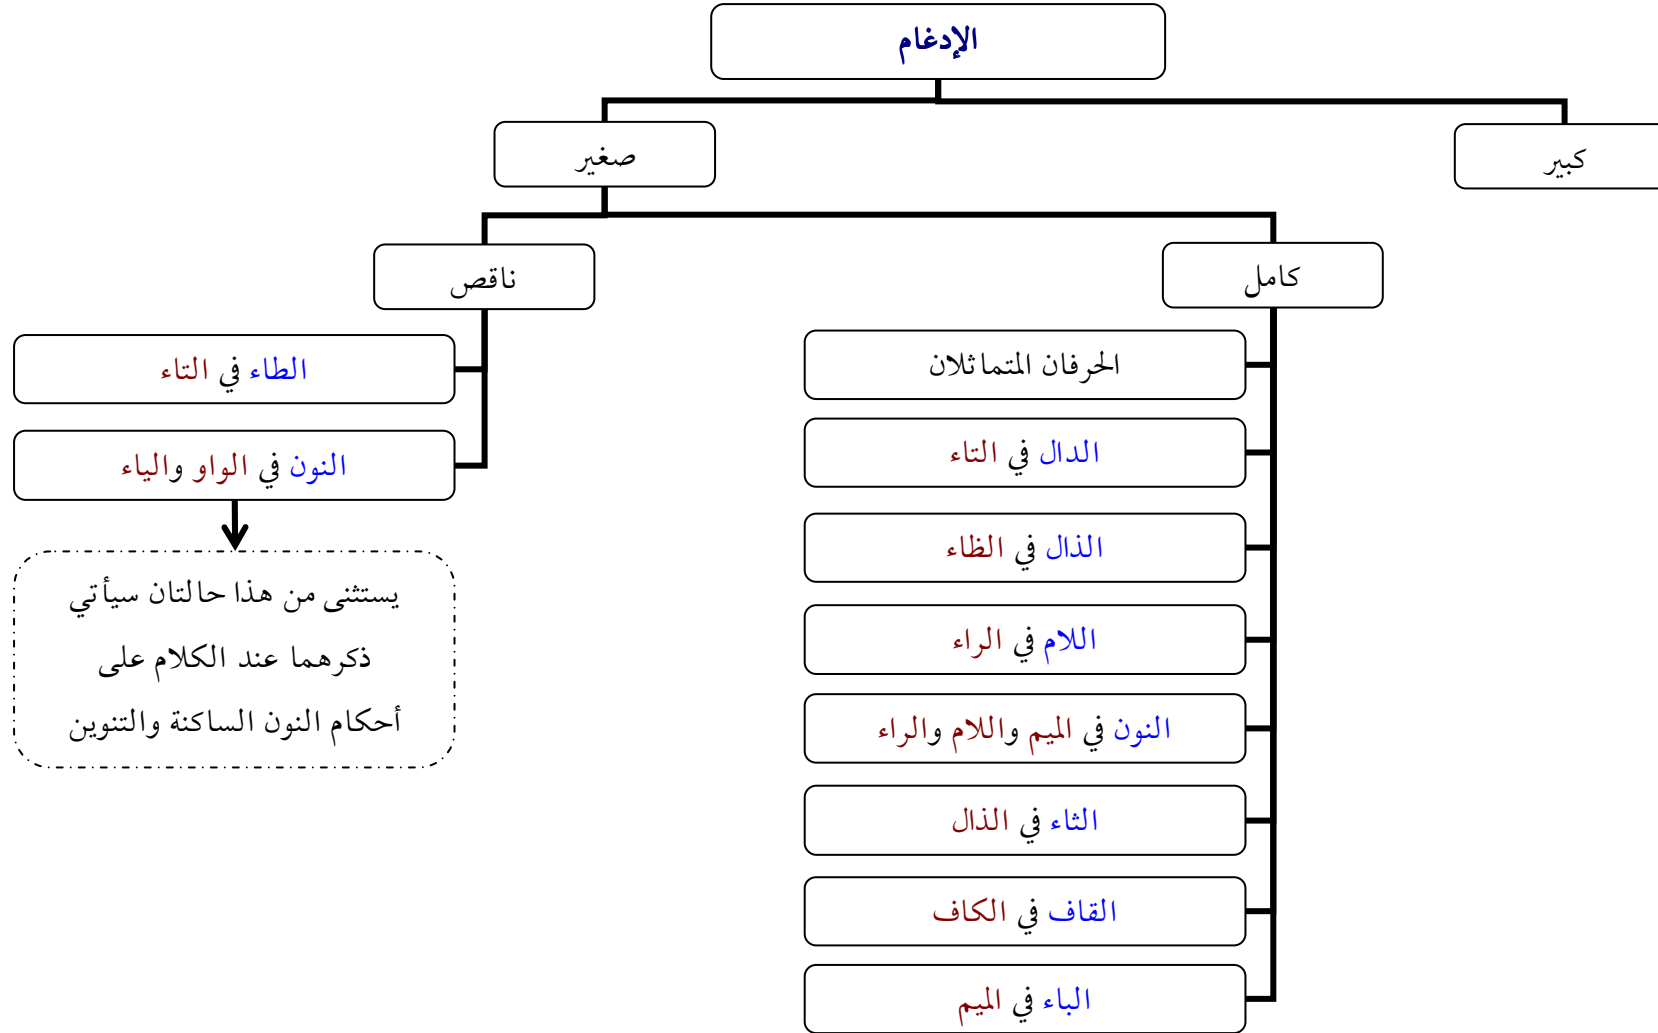 الإدغام
كبير
صغير
كامل
ناقص
الحرفان المتماثلان
الدال في التاء
الذال في الظاء
اللام في الراء
النون في الميم واللام والراء
الثاء في الذال
القاف في الكاف
الباء في الميم
الطاء في التاء
النون في الواو والياء
يستثنى من هذا حالتان سيأتي
ذكرهما عند الكلام على
أحكام النون الساكنة والتنوين